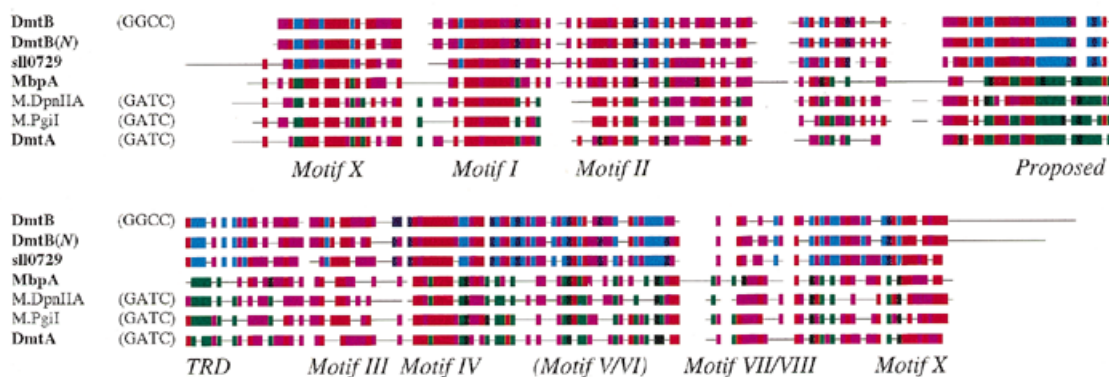 DmtB (GGCC)
DmtB(N)
sll0729
MbpA
M.DpnIIA (GATC)
M.PgiI (GATC)
DmtA (GATC)
Motif X Motif I Motif II Proposed
DmtB (GGCC)
DmtB(N)
sll0729
MbpA
M.DpnIIA (GATC)
M.PgiI (GATC)
DmtA (GATC)
TRD Motif III Motif IV (Motif V/VI) Motif VII/VIII Motif X